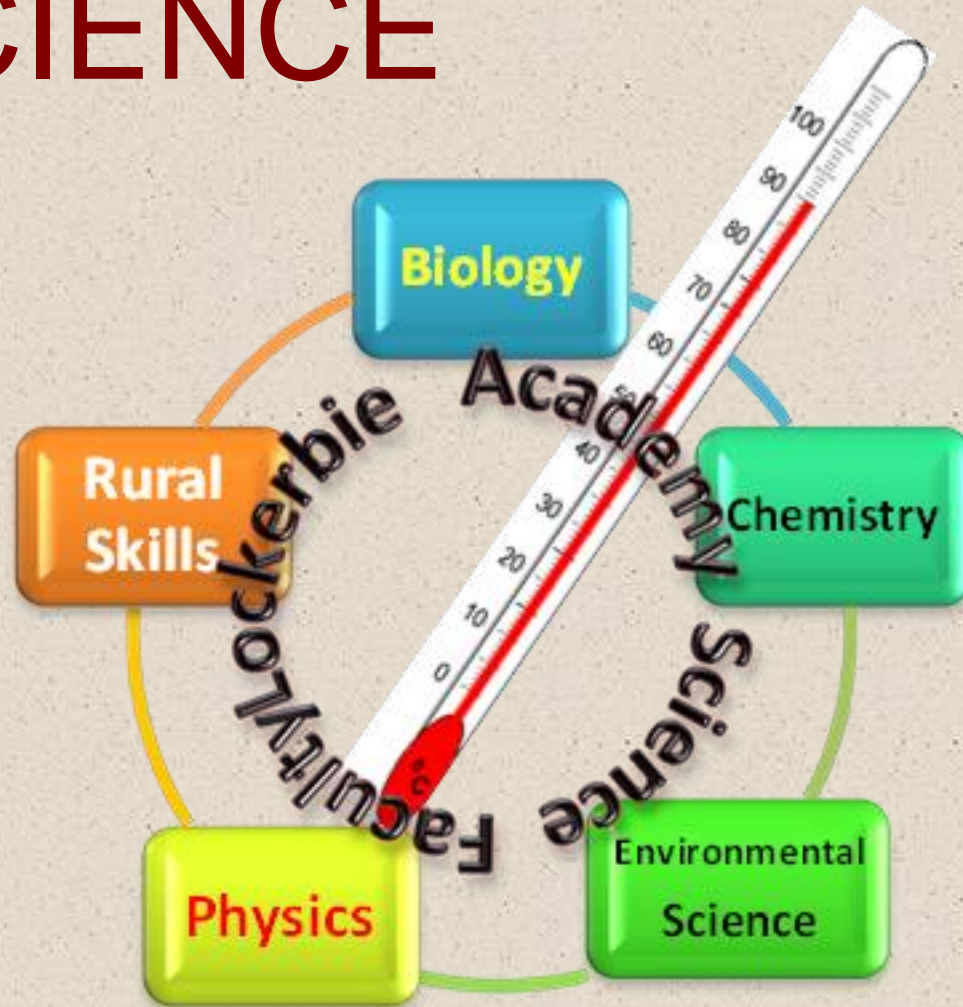 CIENCE
Biology
Rural
Skills
Chemistry
Physics
Environmental
Science
Lockerbie Academy Science Faculty
100
90
80
70
60
50
40
30
20
10
0
°C